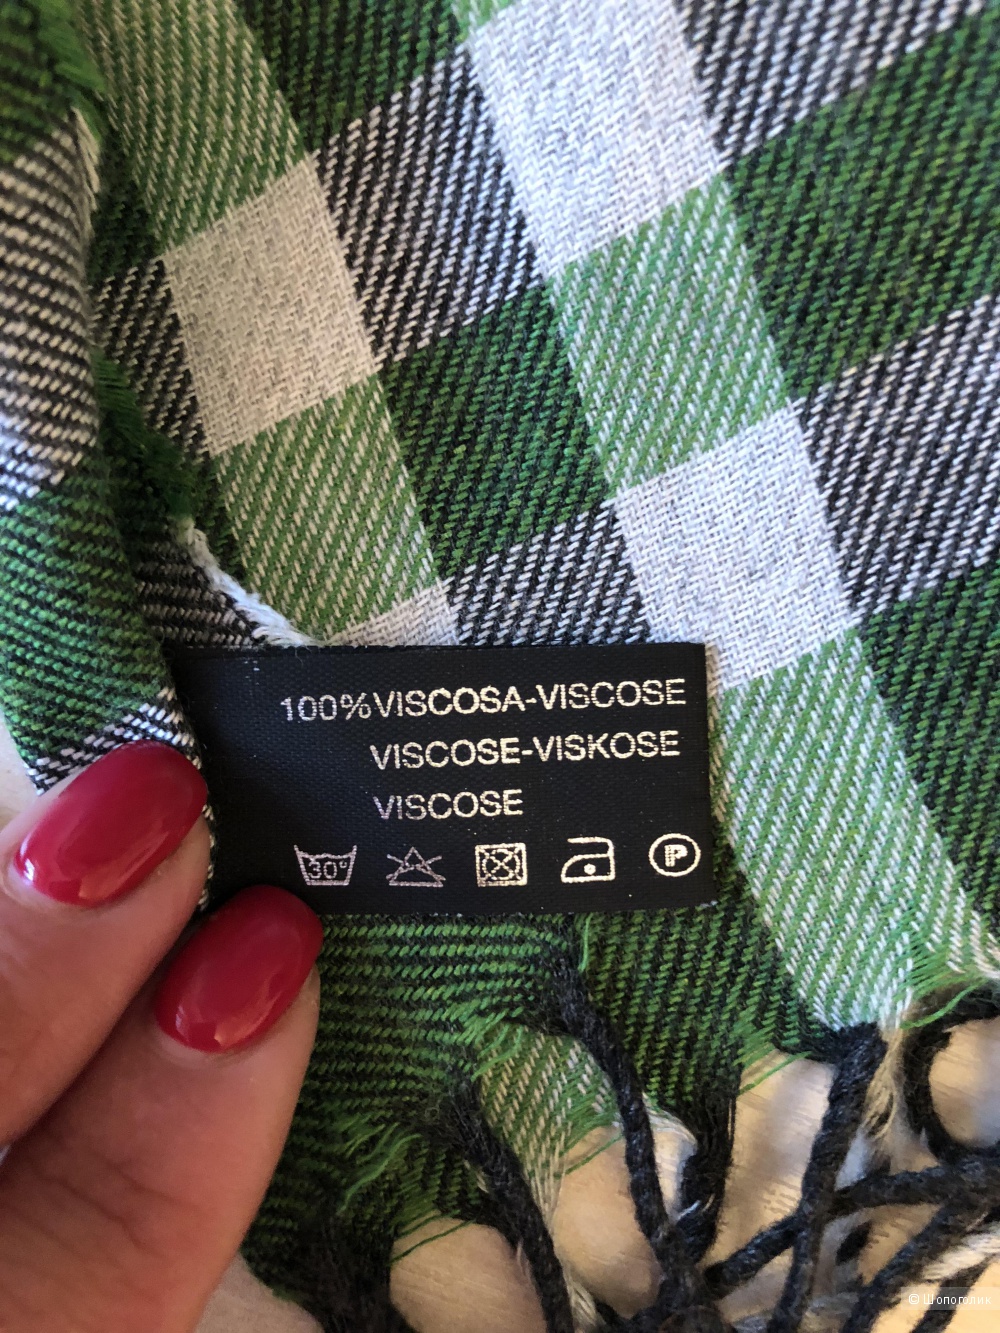 100%VISCOSA-VISCOSE
VISCOSE-VISKOSE
VISCOSE
30°
P
© Шопоголик